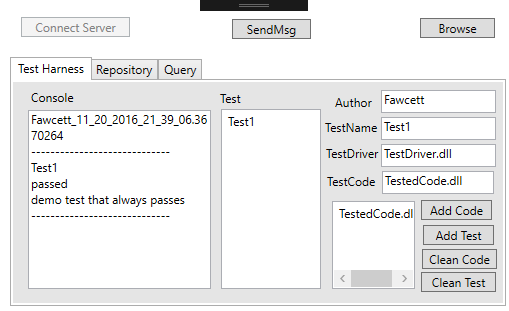 Connect Server
SendMsg
Browse
Test Harness
Repository
Query
Console
Fawcett_11_20_2016_21_39_06.36
70264
-----------------------------
Test1
passed
demo test that always passes
-----------------------------
Test
Test1
Author
Fawcett
TestName
Test1
TestDriver
TestDriver.dll
TestCode
TestedCode.dll
TestedCode.dl
Add Code
Add Test
Clean Code
Clean Test